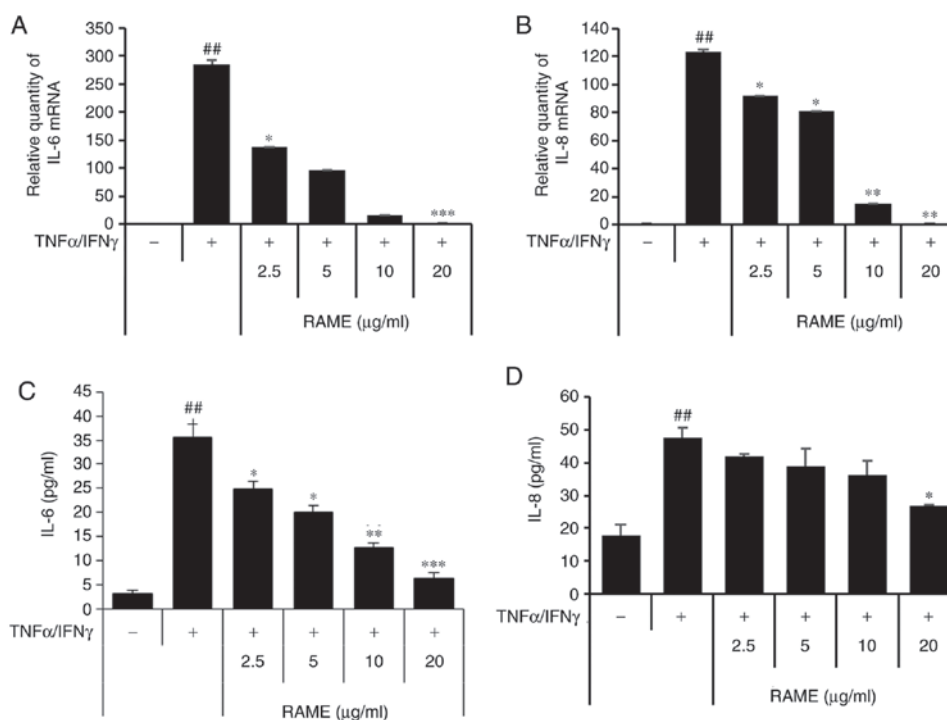 A
Relative quantity of
IL-6 mRNA
350
300
250
200
150
100
50
0
##
*
***
TNFα/IFNγ
– + + + + +
2.5 5 10 20
RAME (μg/ml)
B
Relative quantity of
IL-8 mRNA
140
120
100
80
60
40
20
0
##
*
*
**
**
TNFα/IFNγ
– + + + + +
2.5 5 10 20
RAME (μg/ml)
C
IL-6 (pg/ml)
45
40
35
30
25
20
15
10
5
0
##
*
*
**
***
TNFα/IFNγ
– + + + + +
2.5 5 10 20
RAME (μg/ml)
D
IL-8 (pg/ml)
60
50
40
30
20
10
0
##
*
TNFα/IFNγ
– + + + + +
2.5 5 10 20
RAME (μg/ml)